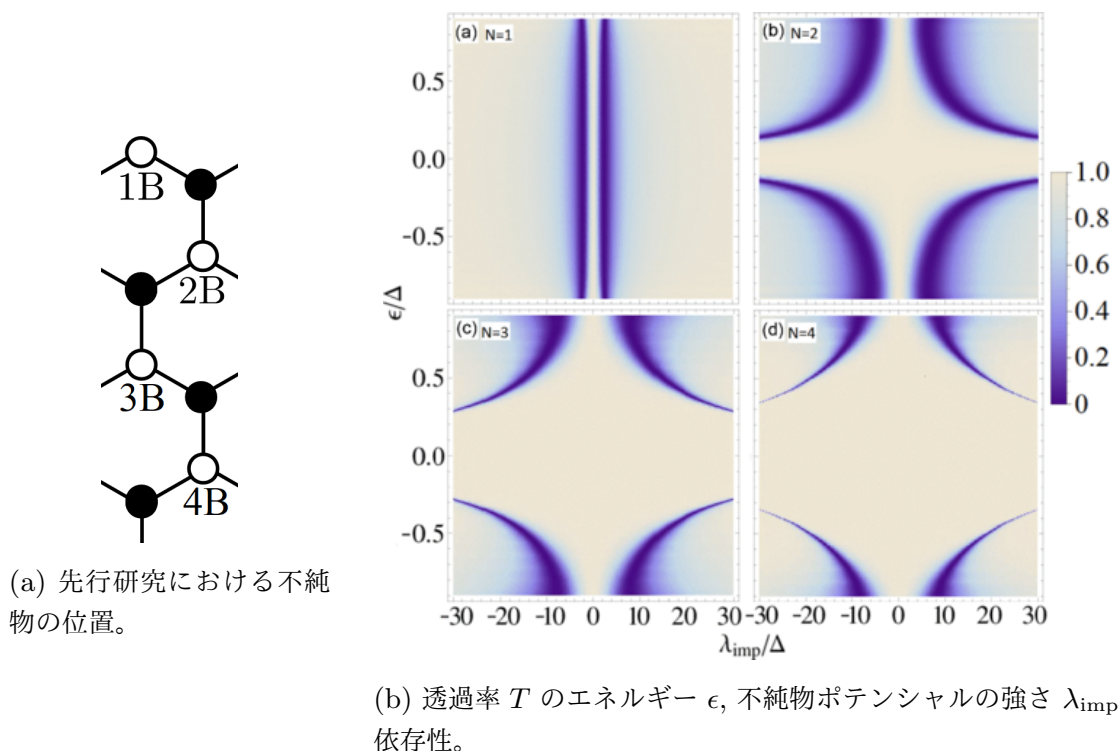 1B
2B
3B
4B
(a) 先行研究における不純
物の位置。
(a) N=1
(b) N=2
(c) N=3
(d) N=4
0.5
0.0
-0.5
ϵ/Δ
0.5
0.0
-0.5
-30 -20 -10 0 10 20 30
-30 -20 -10 0 10 20 30
λimp/Δ
1.0
0.8
0.6
0.4
0.2
0
(b) 透過率 T のエネルギー ϵ, 不純物ポテンシャルの強さ λimp
依存性。